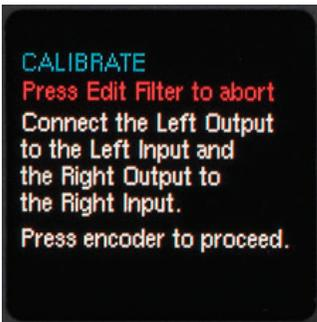 CALIBRATE
Press Edit Filter to abort
Connect the Left Output
to the Left Input and
the Right Output to
the Right Input.
Press encoder to proceed.